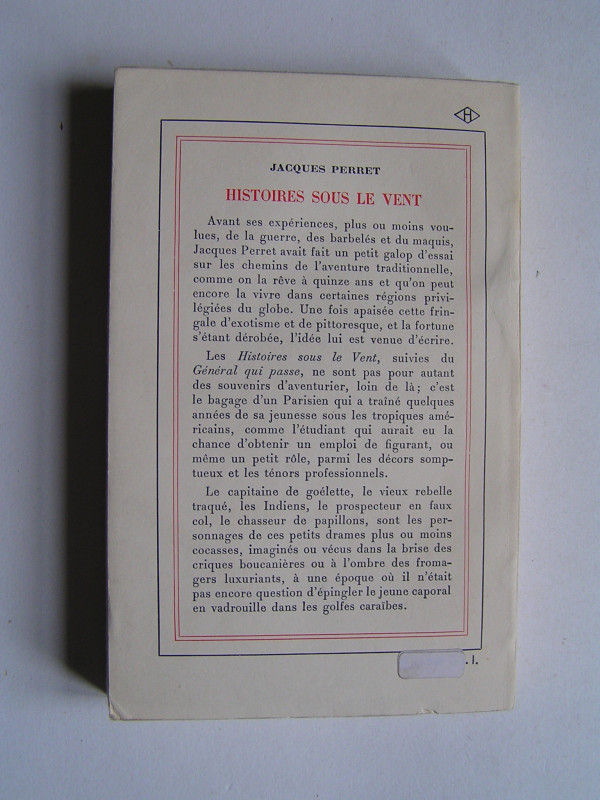 H
JACQUES PERRET
HISTOIRES SOUS LE VENT
Avant ses expériences, plus ou moins vou-
lues, de la guerre, des barbelés et du maquis,
Jacques Perret avait fait un petit galop d'essai
sur les chemins de l'aventure traditionnelle,
comme on la rêve à quinze ans et qu'on peut
encore la vivre dans certaines régions privi-
légiées du globe. Une fois apaisée cette frin-
gale d'exotisme et de pittoresque, et la fortune
s'étant dérobée, l'idée lui est venue d'écrire.
Les Histoires sous le Vent, suivies du
Général qui passe, ne sont pas pour autant
des souvenirs d'aventurier, loin de là ; c'est
le bagage d'un Parisien qui a traîné quelques
années de sa jeunesse sous les tropiques amé-
ricains, comme l'étudiant qui aurait eu la
chance d'obtenir un emploi de figurant, ou
même un petit rôle, parmi les décors somp-
tueux et les ténors professionnels.
Le capitaine de goélette, le vieux rebelle
traqué, les Indiens, le prospecteur en faux
col, le chasseur de papillons, sont les per-
sonnages de ces petits drames plus ou moins
cocasses, imaginés ou vécus dans la brise des
criques boucanières ou à l'ombre des froma-
gers luxuriants, à une époque où il n'était
pas encore question d'épingler le jeune caporal
en vadrouille dans les golfes caraïbes.
. l.